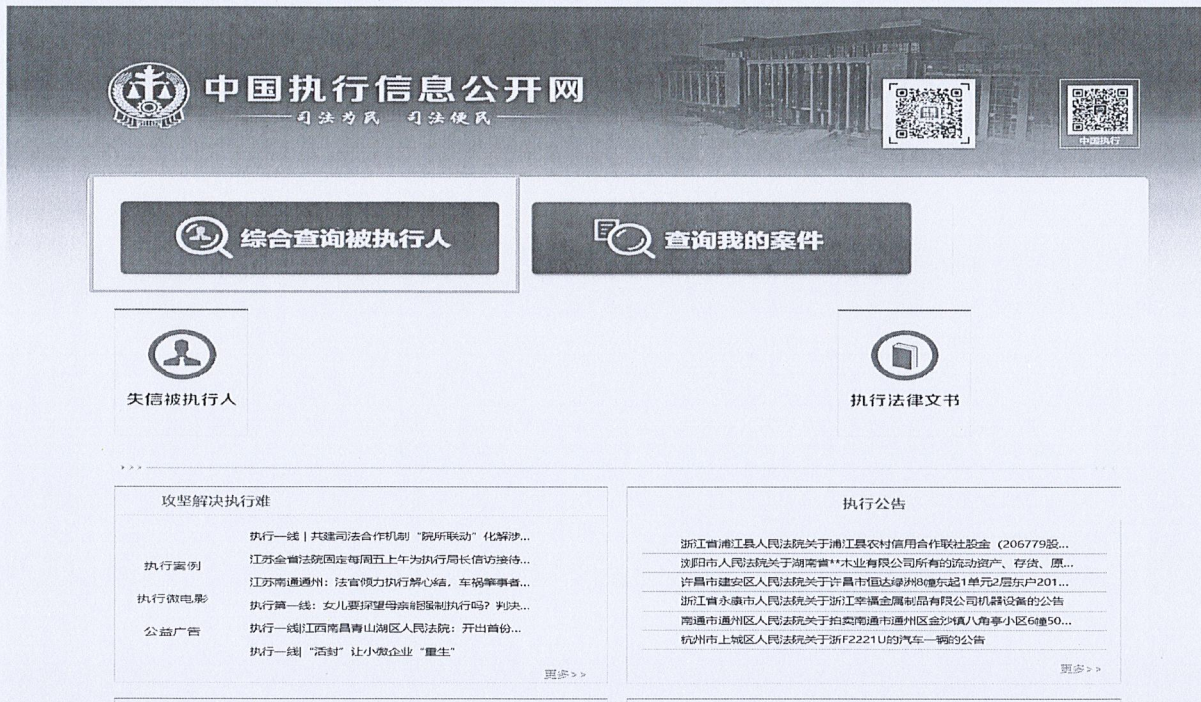 中国执行信息公开网
司法为民 司法便民
中国执行
综合查询被执行人
查询我的案件
失信被执行人
执行法律文书
攻坚解决执行难
执行案例
执行微电影
公益广告
执行一线 | 共建司法合作机制 “院所联动”化解涉...
江苏全省法院固定每周五上午为执行局长信访接待...
江苏南通通州：法官倾力执行解心结，车祸肇事者...
执行第一线：女儿要探望母亲能强制执行吗？判决...
执行一线|江西南昌青山湖区人民法院：开出首份...
执行一线| “活封”让小微企业“重生”
更多>>
执行公告
浙江省浦江县人民法院关于浦江县农村信用合作联社股金（206779股...
浏阳市人民法院关于湖南省**木业有限公司所有的流动资产、存货、原...
许昌市建安区人民法院关于许昌市恒达绿洲8幢东起1单元2层东户201...
浙江省永康市人民法院关于浙江幸福金属制品有限公司机器设备的公告
南通市通州区人民法院关于拍卖南通市通州区金沙镇八角亭小区6幢50...
杭州市上城区人民法院关于浙F2221U的汽车一辆的公告
更多>>